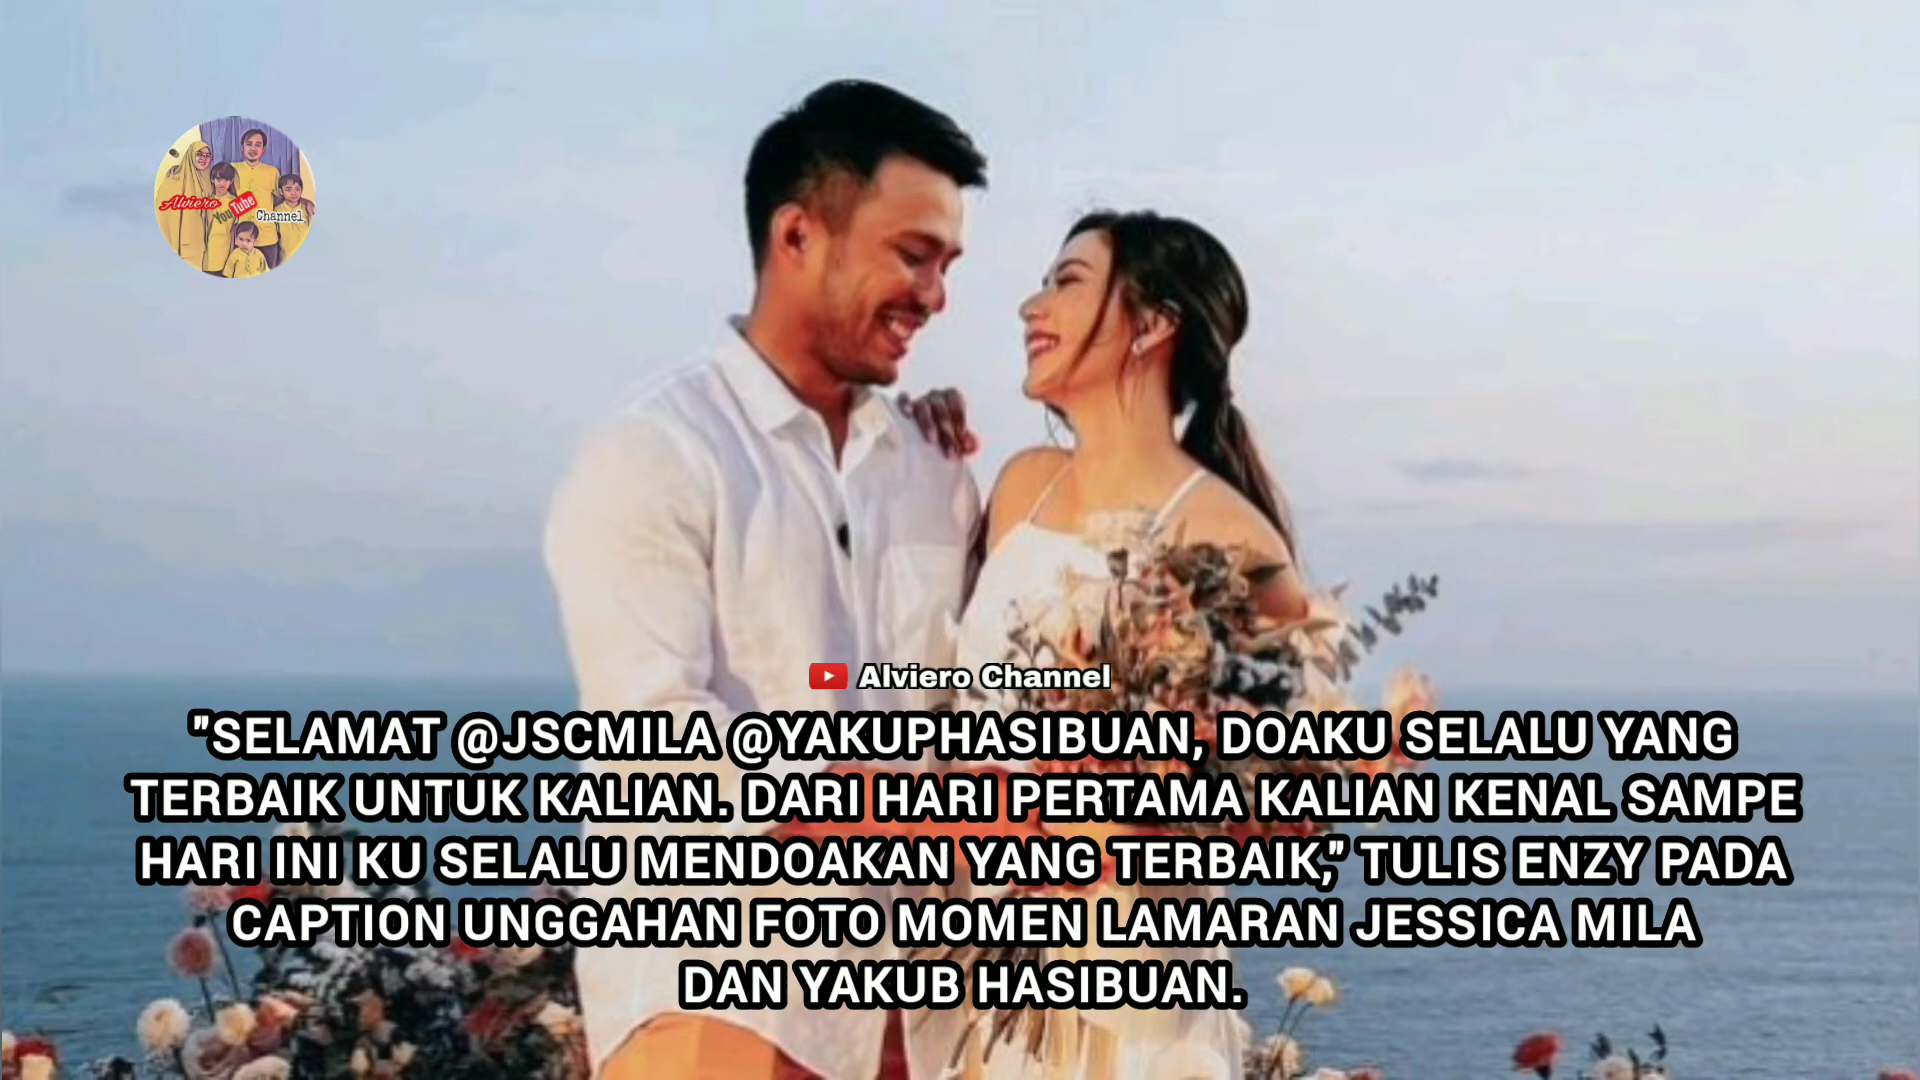 Alviero
YouTube
Channel
Alviero Channel
"SELAMAT @JSCMILA @YAKUPHASIBUAN, DOAKU SELALU YANG
TERBAIK UNTUK KALIAN. DARI HARI PERTAMA KALIAN KENAL SAMPE
HARI INI KU SELALU MENDOAKAN YANG TERBAIK," TULIS ENZY PADA
CAPTION UNGGAHAN FOTO MOMEN LAMARAN JESSICA MILA
DAN YAKUB HASIBUAN.